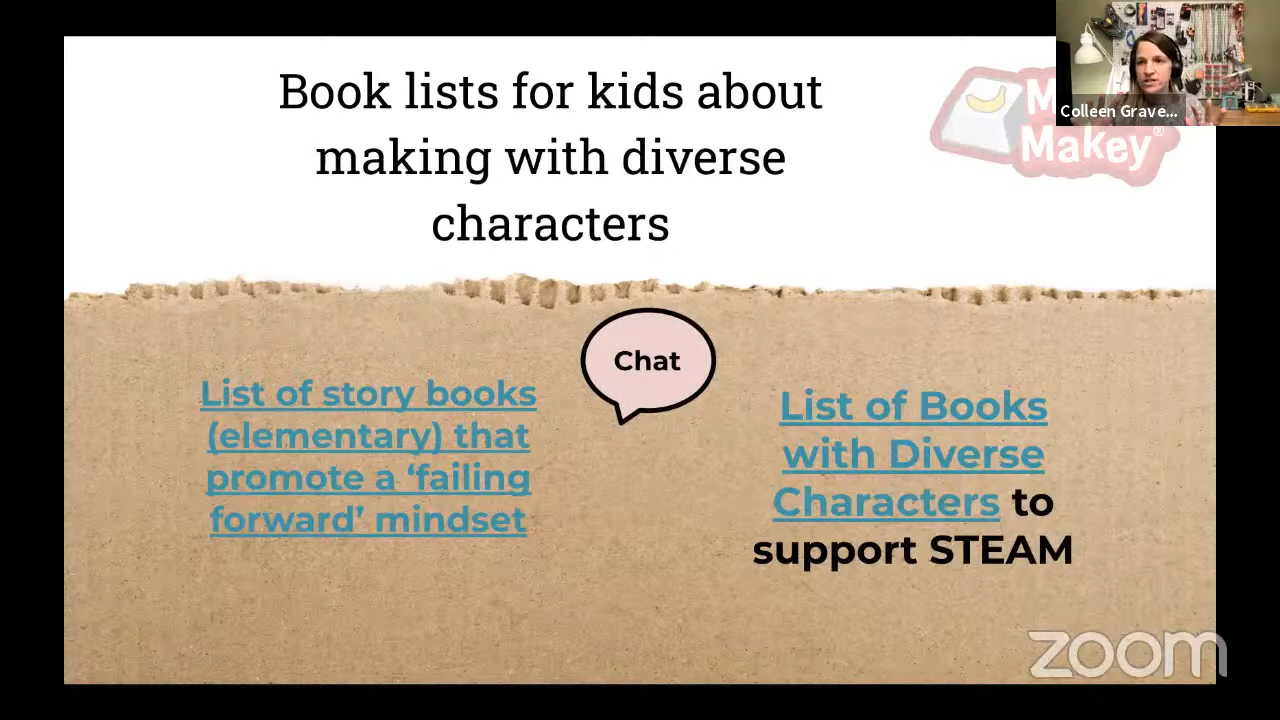 Book lists for kids about
making with diverse
characters
Makey®
Colleen Grave...
Chat
List of story books
(elementary) that
promote a ‘failing
forward’ mindset
List of Books
with Diverse
Characters to
support STEAM
zoom